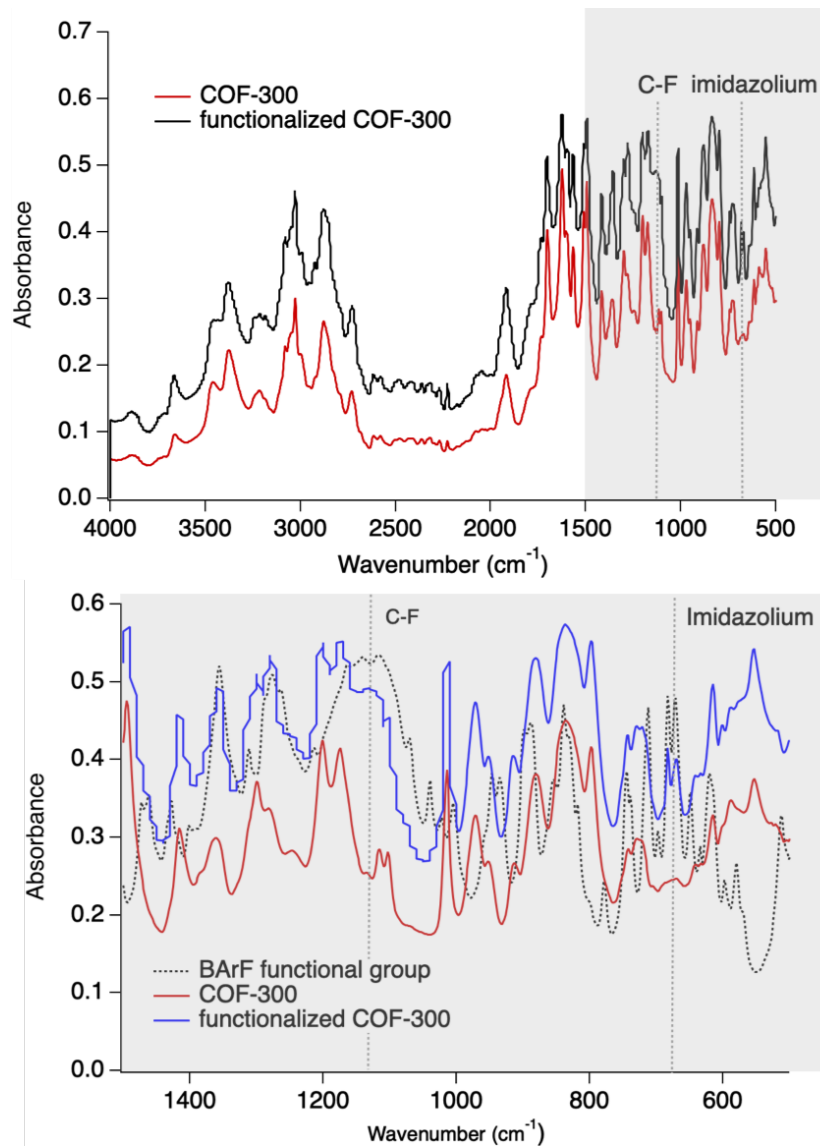 0.7
0.6
0.5
0.4
0.3
0.2
0.1
0.0
Absorbance
COF-300
functionalized COF-300
C-F imidazolium
4000 3500 3000 2500 2000 1500 1000 500
Wavenumber (cm⁻¹)
0.6
0.5
0.4
0.3
0.2
0.1
0.0
Absorbance
C-F
Imidazolium
BArF functional group
COF-300
functionalized COF-300
1400 1200 1000 800 600
Wavenumber (cm⁻¹)